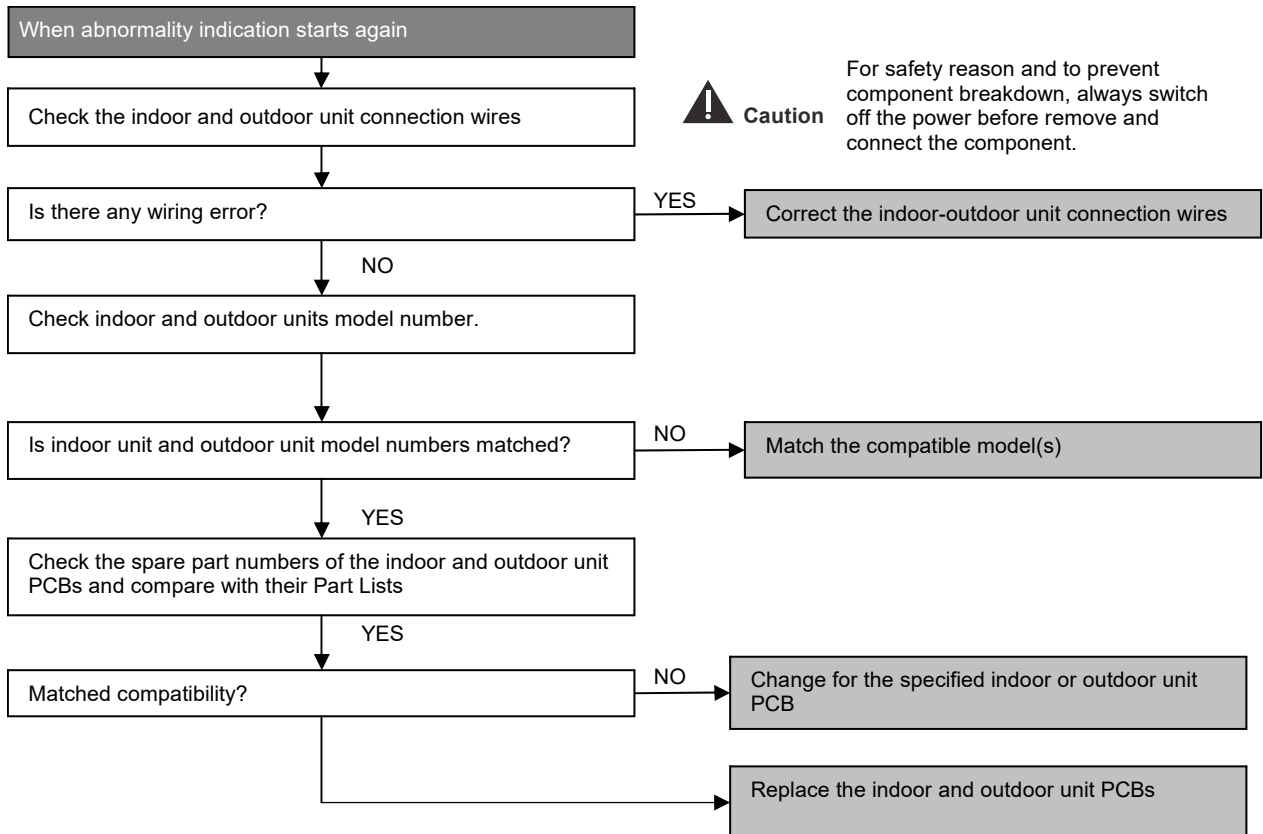 When abnormality indication starts again
Check the indoor and outdoor unit connection wires
Caution
For safety reason and to prevent
component breakdown, always switch
off the power before remove and
connect the component.
Is there any wiring error?
YES
Correct the indoor-outdoor unit connection wires
NO
Check indoor and outdoor units model number.
Is indoor unit and outdoor unit model numbers matched?
NO
Match the compatible model(s)
YES
Check the spare part numbers of the indoor and outdoor unit
PCBs and compare with their Part Lists
YES
Matched compatibility?
NO
Change for the specified indoor or outdoor unit
PCB
Replace the indoor and outdoor unit PCBs